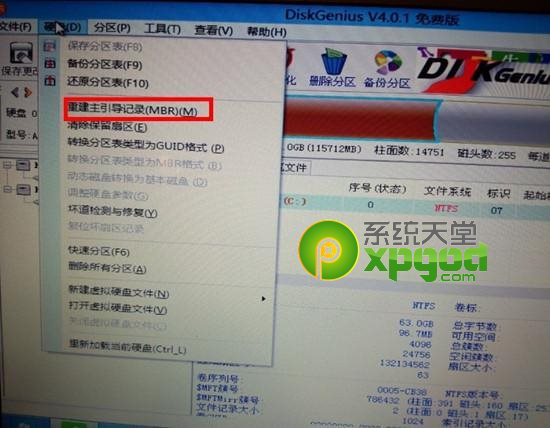 DiskGenius V4.0.1 免费版
文件(F) 硬盘(D) 分区(P) 工具(T) 查看(V) 帮助(H)
保存更改
删除分区 备份分区
保存分区表(F8)
备份分区表(F9)
还原分区表(F10)
重建主引导记录(MBR)(M)
清除保留扇区(E)
转换分区表类型为GUID格式(P)
转换分区表类型为MBR格式(B)
动态磁盘转换为基本磁盘(D)
调整硬盘参数(G)
坏道检测与修复(Y)
复位坏扇区记录
快速分区(F6)
删除所有分区(A)
新建虚拟硬盘文件(N)
打开虚拟硬盘文件(V)
关闭虚拟硬盘文件(C)
重新加载当前硬盘(Ctrl_L)
硬盘 0
0GB(115712MB) 柱面数:14751 磁头数:255 每道
文件
序号(状态) 文件系统 标识 起始
(C:) 0 NTFS 07
系统天堂
xpgod.com
NTFS 卷标:
63.0GB 总字节数:
96.7MB 可用空间:
4096 总簇数:
24756 空闲簇数:
132134562 扇区大小:
63
卷序列号: 0005-CB38 NTFS版本号:
$MFT簇号: 786432 (柱面:391 磁头:160 扇区:25
$MFTMirr簇号: 2 (柱面:0 磁头:1 扇区:17)
文件记录大小: 1024 索引记录大小: